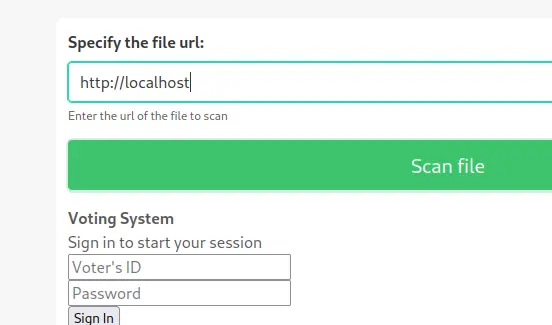 Specify the file url:
http://localhost
Enter the url of the file to scan
Scan file
Voting System
Sign in to start your session
Voter's ID
Password
Sign In